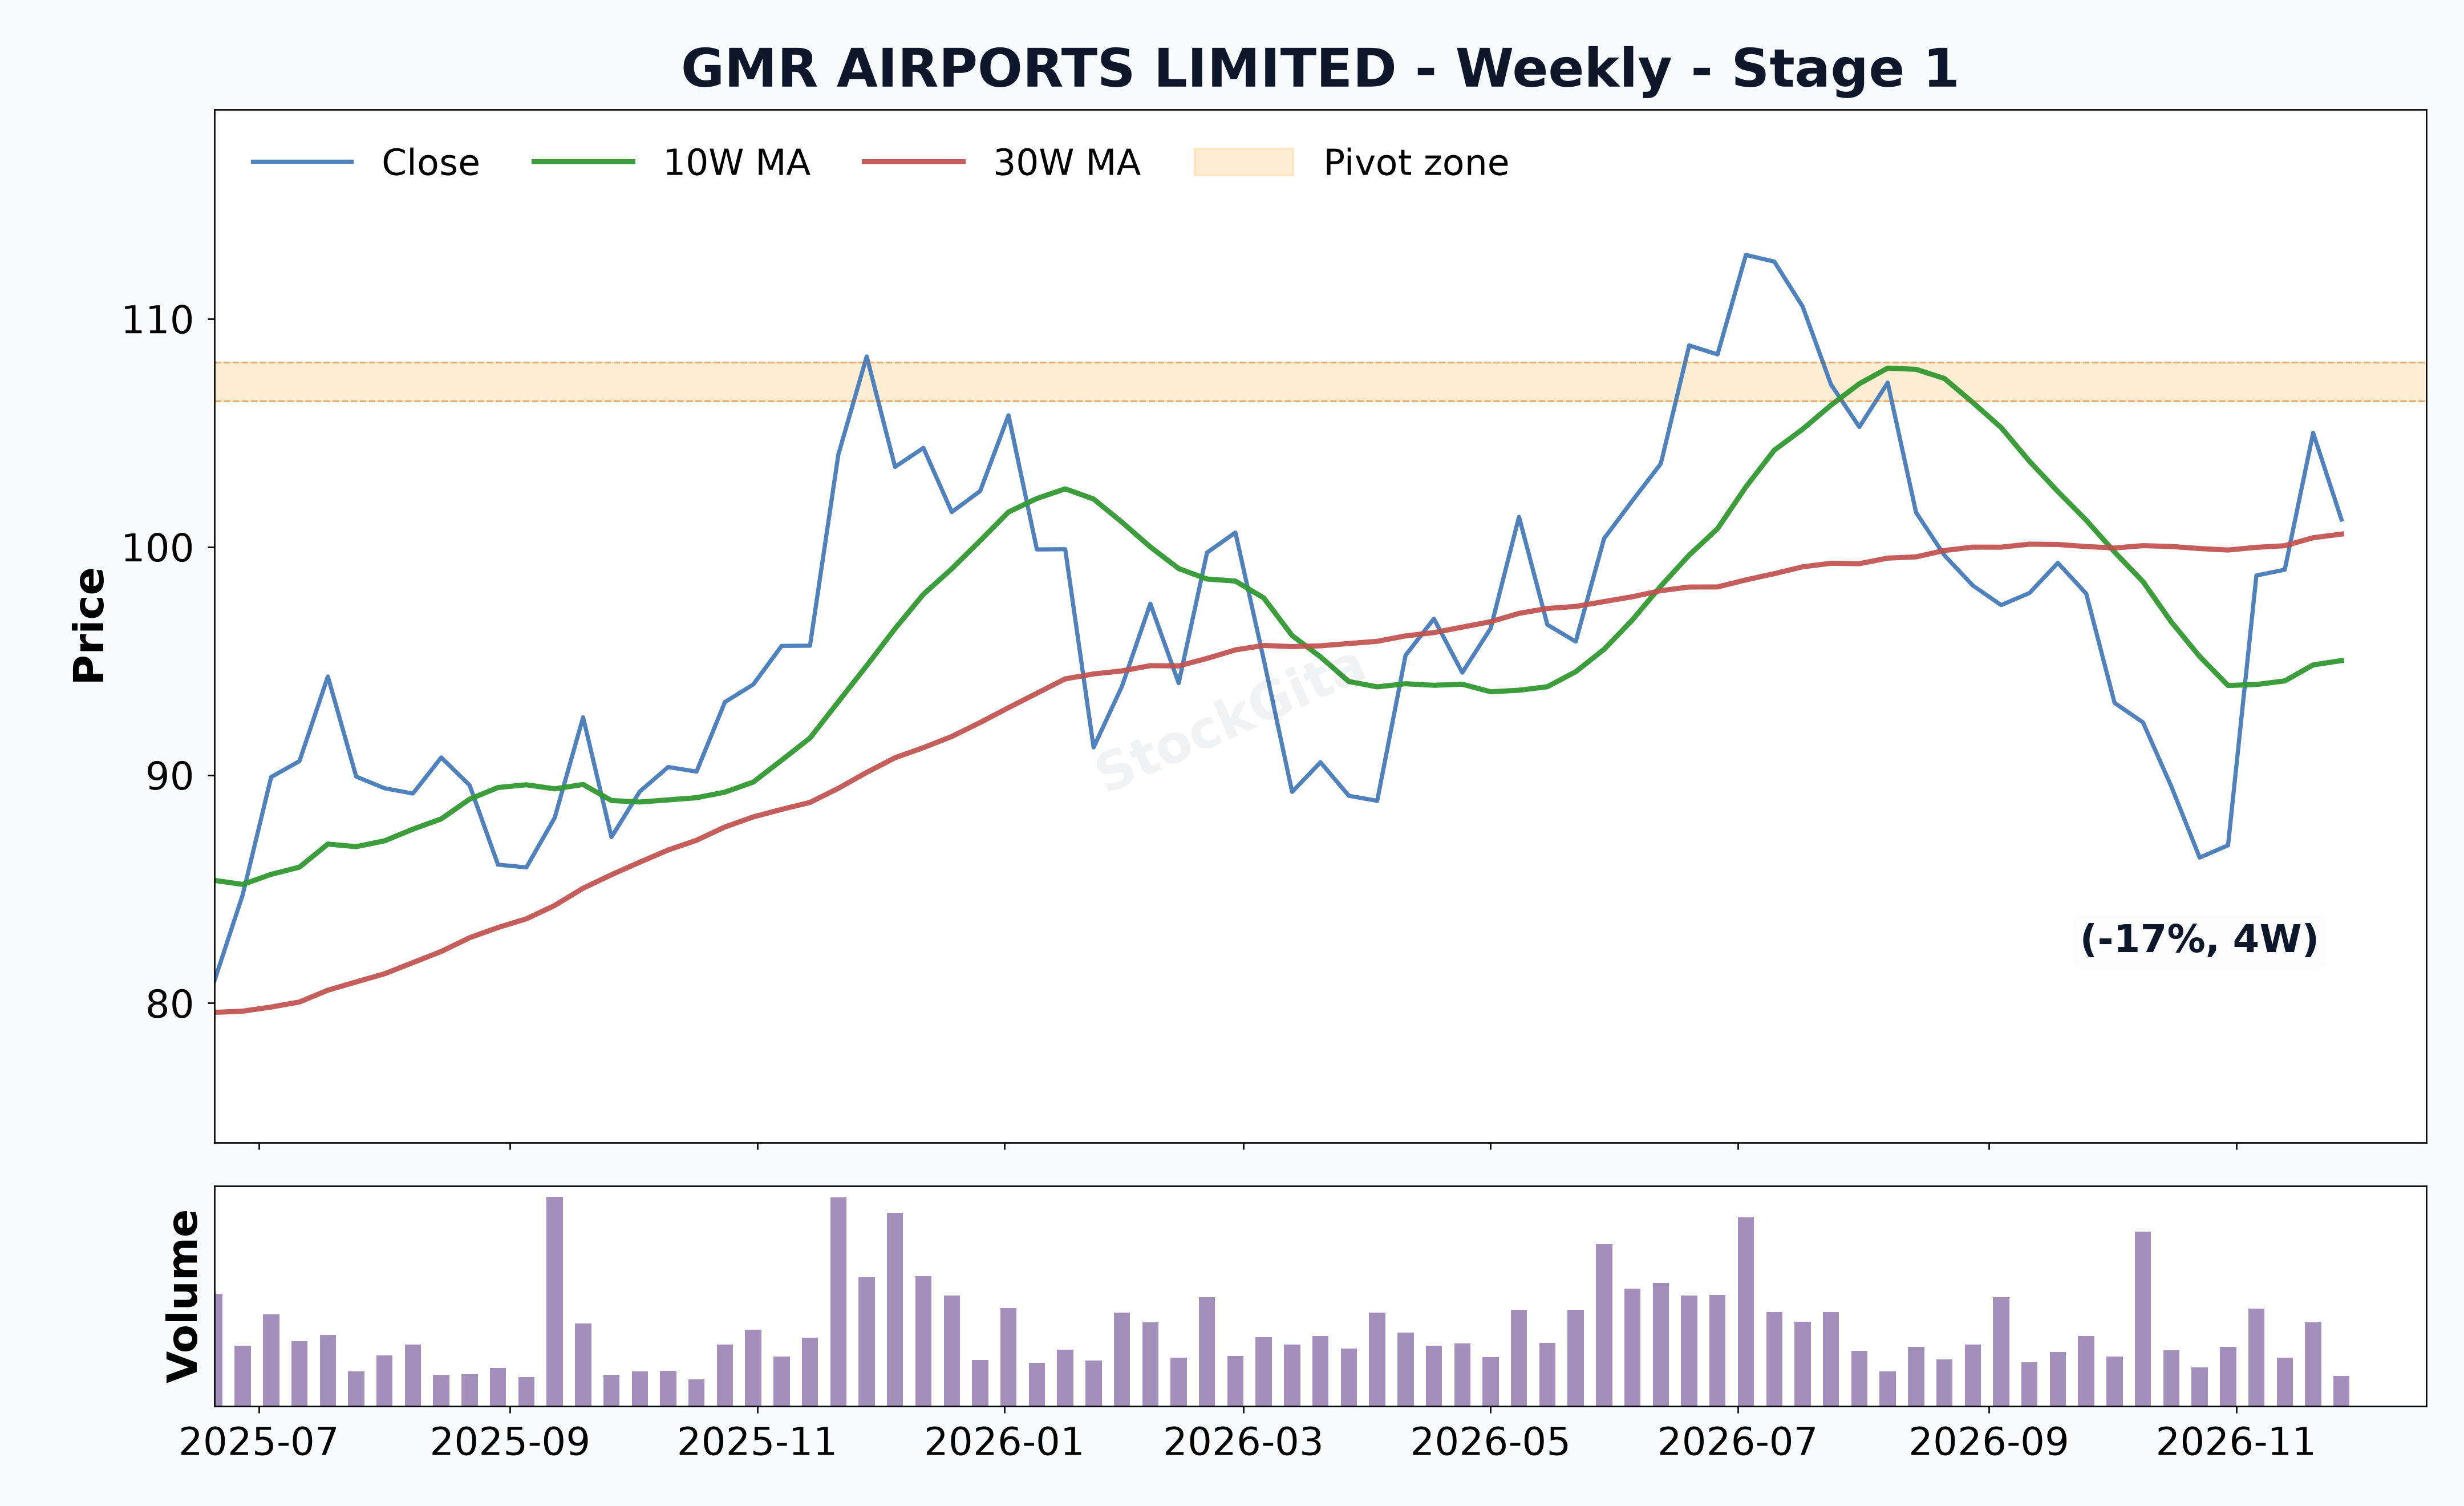 GMR AIRPORTS LIMITED - Weekly - Stage 1
Close 10W MA 30W MA Pivot zone
Price
110
100
90
80
StockGita
(-17%, 4W)
Volume
2025-07 2025-09 2025-11 2026-01 2026-03 2026-05 2026-07 2026-09 2026-11